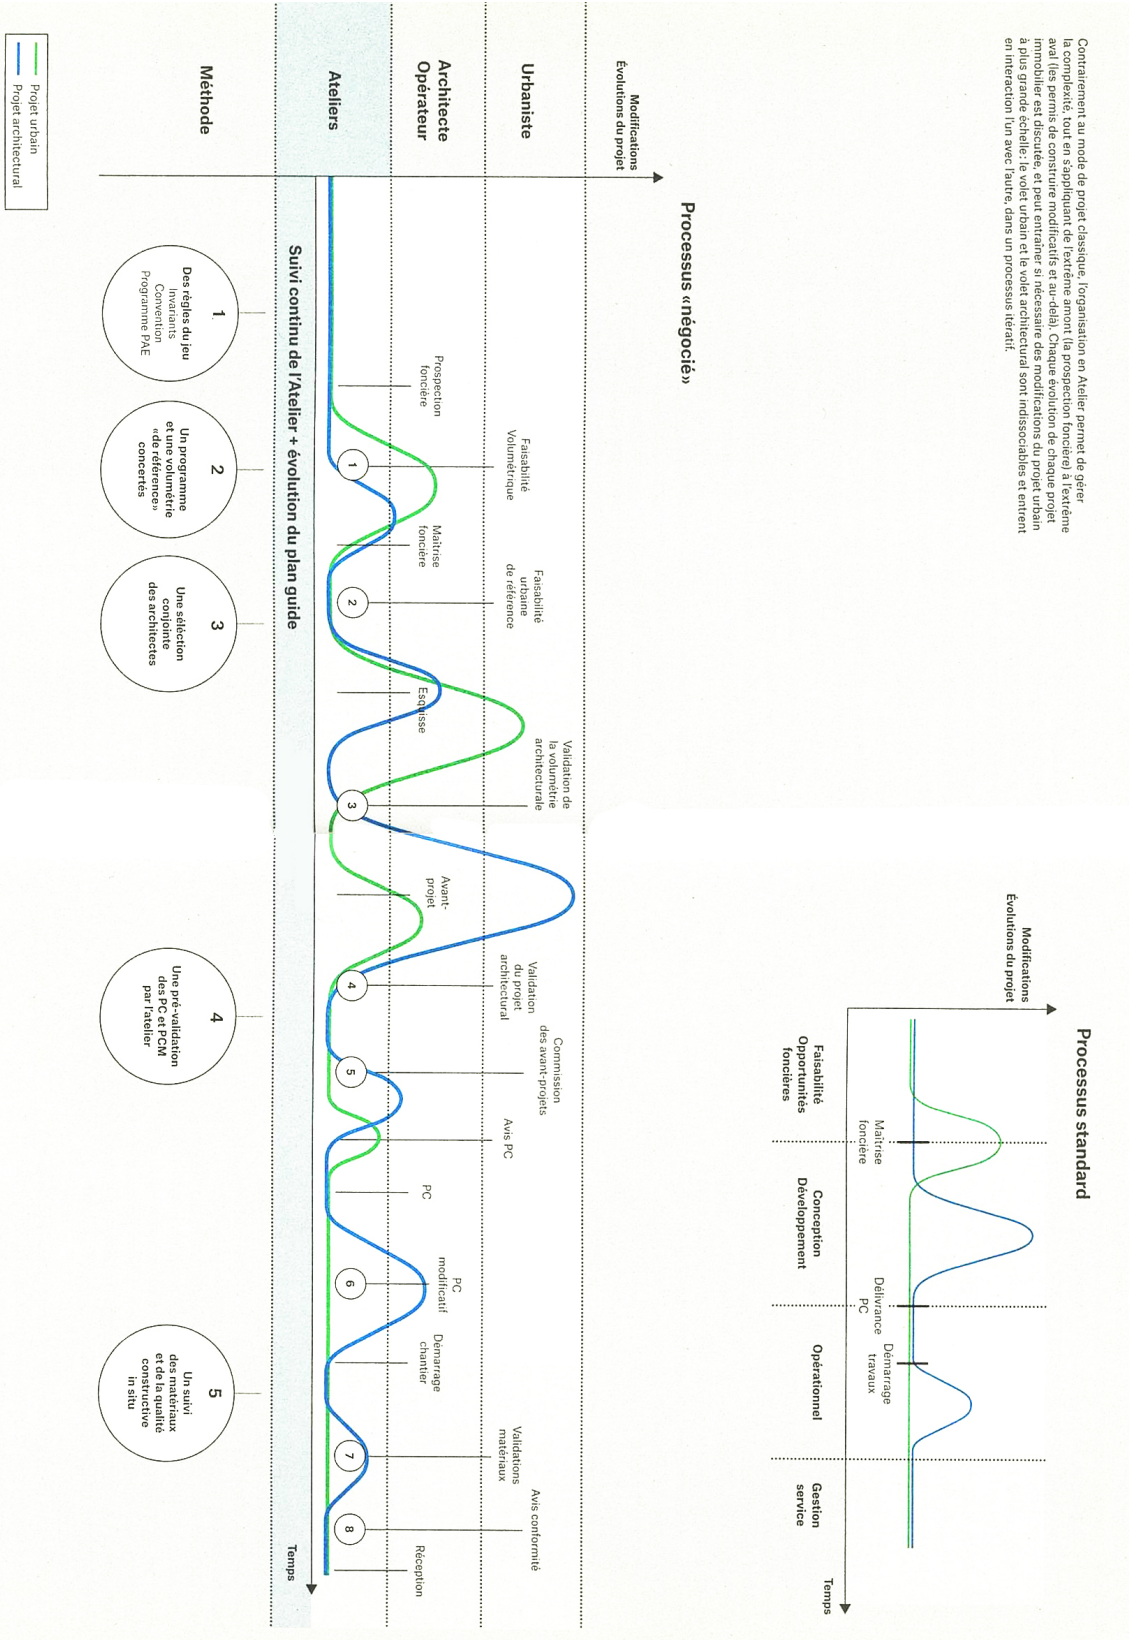 Contrairement au mode de projet classique, l'organisation en Atelier permet de gérer
la complexité, tout en s'appliquant de l'extrême amont (la prospection foncière) à l'extrême
aval (les permis de construire modificatifs et au-delà). Chaque évolution de chaque projet
immobilier est discutée, et peut entraîner si nécessaire des modifications du projet urbain
à plus grande échelle: le volet urbain et le volet architectural sont indissociables et entrent
en interaction l'un avec l'autre, dans un processus itératif.
Processus standard
Modifications
Évolutions du projet
Maîtrise
foncière
Délivrance
PC
Démarrage
travaux
Faisabilité
Opportunités
foncières
Conception
Développement
Opérationnel
Gestion
service
Temps
Processus «négocié»
Modifications
Évolutions du projet
Urbaniste
Faisabilité
Volumétrique
Faisabilité
urbaine
de référence
Validation de
la volumétrie
architecturale
Validation
du projet
architectural
Commission
des avant-projets
Avis PC
Validations
matériaux
Avis conformité
Architecte
Opérateur
Prospection
foncière
Maitrise
foncière
Esquisse
Avant-
projet
PC
PC
modificatif
Démarrage
chantier
Réception
Ateliers
1
2
3
4
5
6
7
8
Suivi continu de l'Atelier + évolution du plan guide
Temps
Méthode
1.
Des règles du jeu
Invariants
Convention
Programme PAE
2
Un programme
et une volumétrie
«de référence»
concertés
3
Une séléction
conjointe
des architectes
4
Une pré-validation
des PC et PCM
par l'atelier
5
Un suivi
des matériaux
et de la qualité
constructive
in situ
Projet urbain
Projet architectural